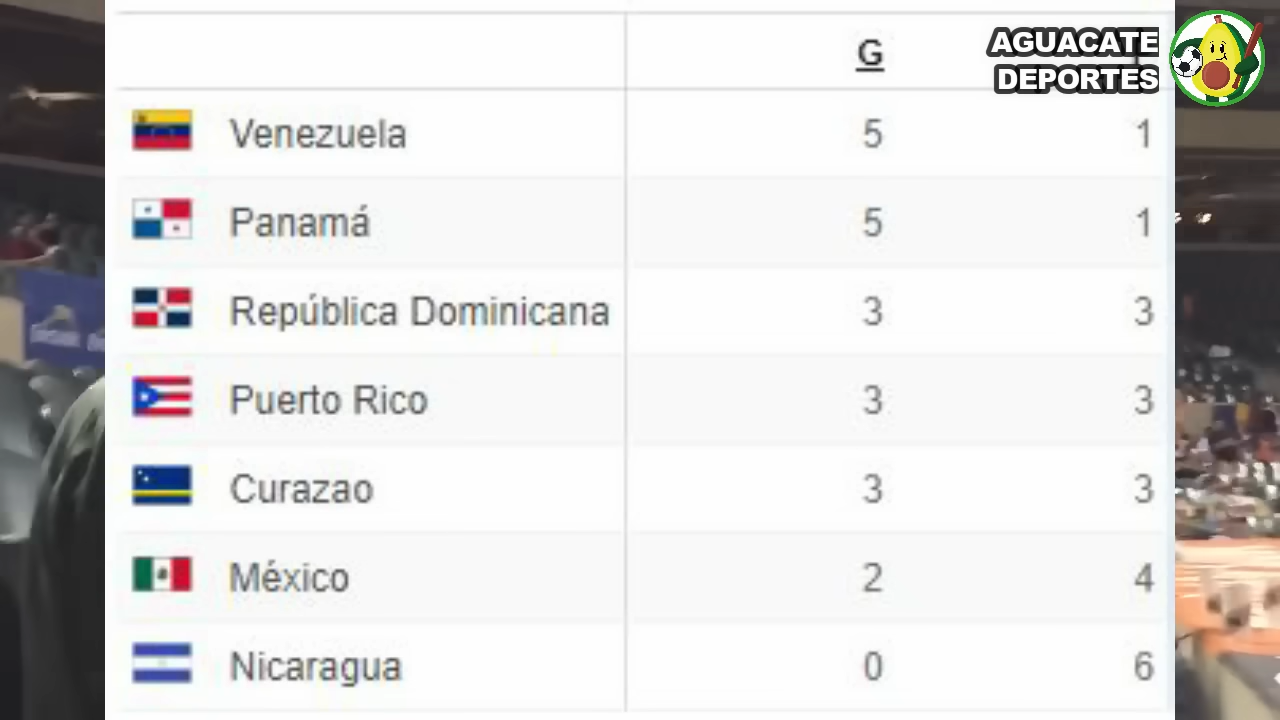 G
AGUACATE
DEPORTES
Venezuela 5 1
Panamá 5 1
República Dominicana 3 3
Puerto Rico 3 3
Curazao 3 3
México 2 4
Nicaragua 0 6